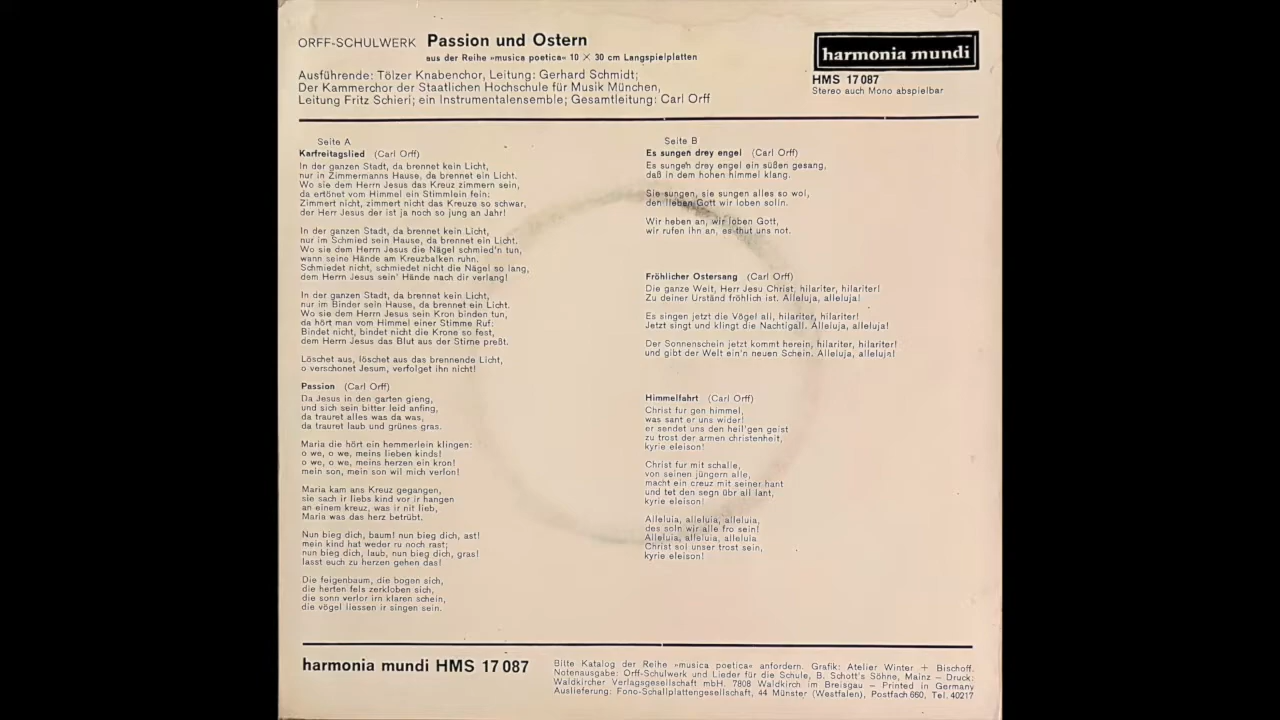 ORFF-SCHULWERK Passion und Ostern
aus der Reihe »musica poetica« 10 X 30 cm Langspielplatten
Ausführende: Tölzer Knabenchor, Leitung: Gerhard Schmidt;
Der Kammerchor der Staatlichen Hochschule für Musik München,
Leitung Fritz Schieri; ein Instrumentalensemble; Gesamtleitung: Carl Orff
harmonia mundi
HMS 17 087
Stereo auch Mono abspielbar
Seite A
Karfreitagslied (Carl Orff)
In der ganzen Stadt, da brennet kein Licht,
nur in Zimmermanns Hause, da brennet ein Licht.
Wo sie dem Herrn Jesus das Kreuz zimmern sein,
da ertönet vom Himmel ein Stimmlein fein:
Zimmert nicht, zimmert nicht das Kreuze so schwar,
der Herr Jesus der ist ja noch so jung an Jahr!
In der ganzen Stadt, da brennet kein Licht,
nur im Schmied sein Hause, da brennet ein Licht.
Wo sie dem Herrn Jesus die Nägel schmied'n tun,
wann seine Hände am Kreuzbalken ruhn.
Schmiedet nicht, schmiedet nicht die Nägel so lang,
dem Herrn Jesus sein' Hände nach dir verlang!
In der ganzen Stadt, da brennet kein Licht,
nur im Binder sein Hause, da brennet ein Licht.
Wo sie dem Herrn Jesus sein Kron binden tun,
da hört man vom Himmel einer Stimme Ruf:
Bindet nicht, bindet nicht die Krone so fest,
dem Herrn Jesus das Blut aus der Stirne preßt.
Löschet aus, löschet aus das brennende Licht,
o verschonet Jesum, verfolget ihn nicht!
Passion (Carl Orff)
Da Jesus in den garten gieng,
und sich sein bitter leid anfing,
da trauret alles was da was,
da trauret laub und grünes gras.
Maria die hört ein hemmerlein klingen:
o we, o we, meins lieben kinds!
o we, o we, meins herzen ein kron!
mein son, mein son wil mich verlon!
Maria kam ans Kreuz gegangen,
sie sach ir liebs kind vor ir hangen
an einem kreuz, was ir nit lieb,
Maria was das herz betrübt.
Nun bieg dich, baum! nun bieg dich, ast!
mein kind hat weder ru noch rast;
nun bieg dich, laub, nun bieg dich, gras!
lasst euch zu herzen gehen das!
Die feigenbaum, die bogen sich,
die herten fels zerkloben sich,
die sonn verlor irn klaren schein,
die vögel liessen ir singen sein.
Seite B
Es sungen drey engel (Carl Orff)
Es sungen drey engel ein süßen gesang,
daß in dem hohen himmel klang.
Sie sungen, sie sungen alles so wol,
den lieben Gott wir loben solln.
Wir heben an, wir loben Gott,
wir rufen ihn an, es thut uns not.
Fröhlicher Ostersang (Carl Orff)
Die ganze Welt, Herr Jesu Christ, hilariter, hilariter!
Zu deiner Urständ fröhlich ist. Alleluja, alleluja!
Es singen jetzt die Vögel all, hilariter, hilariter!
Jetzt singt und klingt die Nachtigall. Alleluja, alleluja!
Der Sonnenschein jetzt kommt herein, hilariter, hilariter!
und gibt der Welt ein'n neuen Schein. Alleluja, alleluja!
Himmelfahrt (Carl Orff)
Christ fur gen himmel,
was sant er uns wider!
er sendet uns den heil'gen geist
zu trost der armen christenheit,
kyrie eleison!
Christ fur mit schalle,
von seinen jüngern alle,
macht ein creuz mit seiner hant
und tet den segn übr all lant,
kyrie eleison!
Alleluia, alleluia, alleluia,
des soln wir alle fro sein!
Alleluia, alleluia, alleluia
Christ sol unser trost sein,
kyrie eleison!
harmonia mundi HMS 17 087
Bitte Katalog der Reihe »musica poetica« anfordern. Grafik: Atelier Winter + Bischoff.
Notenausgabe: Orff-Schulwerk und Lieder für die Schule, B. Schott's Söhne, Mainz – Druck:
Waldkircher Verlagsgesellschaft mbH. 7808 Waldkirch im Breisgau – Printed in Germany
Auslieferung: Fono-Schallplattengesellschaft, 44 Münster (Westfalen), Postfach 660, Tel. 40217